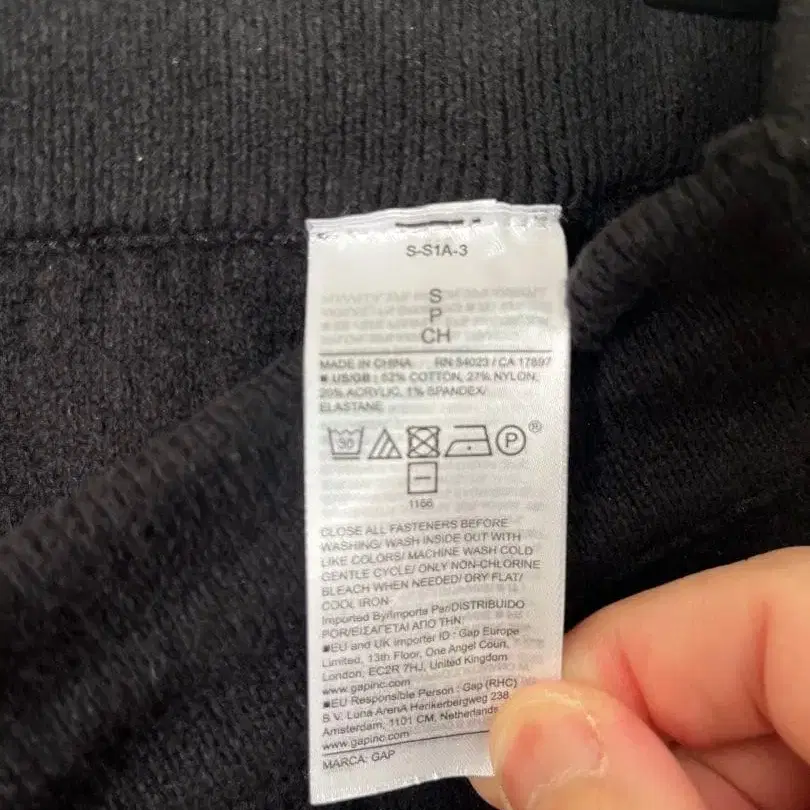 S-S1A-3
S
P
CH
MADE IN CHINA RN 54023 / CA 17897
■ US/GB : 52% COTTON, 27% NYLON,
20% ACRYLIC, 1% SPANDEX/
ELASTANE
30 P ®
1166
CLOSE ALL FASTENERS BEFORE
WASHING/ WASH INSIDE OUT WITH
LIKE COLORS/ MACHINE WASH COLD
GENTLE CYCLE/ ONLY NON-CHLORINE
BLEACH WHEN NEEDED/ DRY FLAT/
COOL IRON
Imported By/Importa Par/DISTRIBUIDO
POR/ΕΙΣΑΓΕΤΑΙ ΑΠΟ ΤΗΝ:
■EU and UK importer ID : Gap Europe
Limited, 13th Floor, One Angel Court,
London, EC2R 7HJ, United Kingdom
www.gapinc.com
■EU Responsible Person : Gap (RHC)
B.V. Luna ArenA Herikerbergweg 238,
Amsterdam, 1101 CM, Netherlands
www.gapinc.com
MARCA: GAP